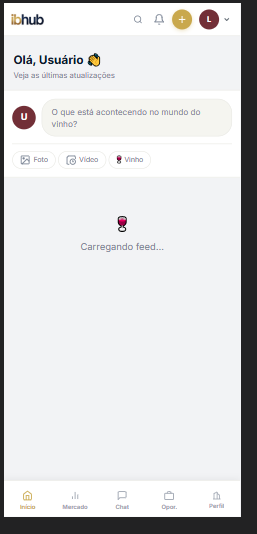 ibhub
+
L
Olá, Usuário
Veja as últimas atualizações
U
O que está acontecendo no mundo do
vinho?
Foto
Vídeo
Vinho
Carregando feed...
Início
Mercado
Chat
Opor.
Perfil